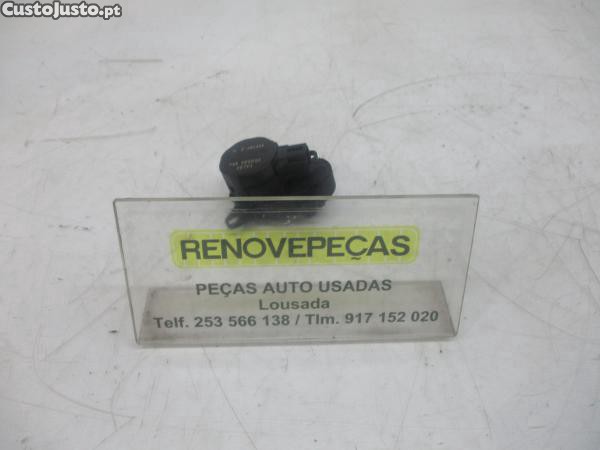 CustoJusto.pt
RENOVEPEÇAS
PEÇAS AUTO USADAS
Lousada
Telf. 253 566 138 / Tlm. 917 152 020